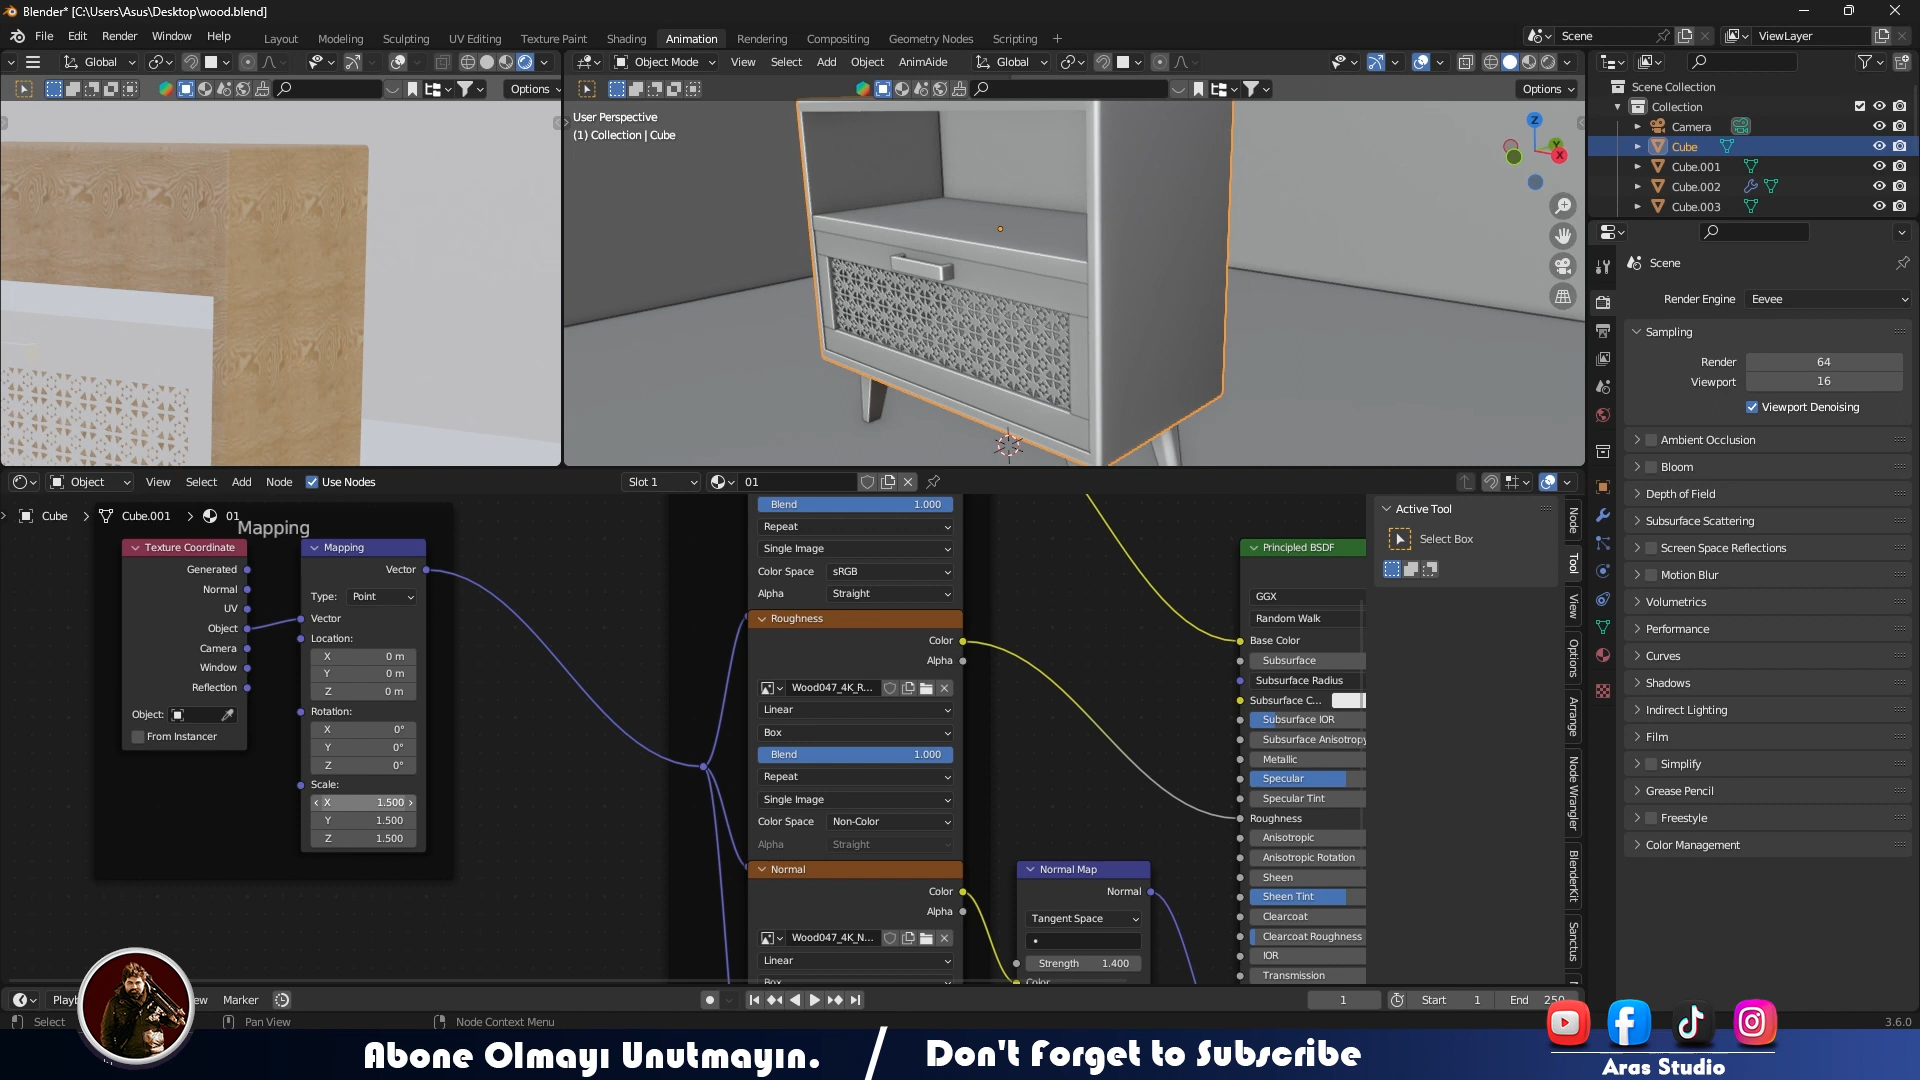 Blender* [C:\Users\Asus\Desktop\wood.blend]
File Edit Render Window Help Layout Modeling Sculpting UV Editing Texture Paint Shading Animation Rendering Compositing Geometry Nodes Scripting + Scene ViewLayer
Global Object Mode View Select Add Object AnimAide Global
Options Options
User Perspective
(1) Collection | Cube
Z
Y
X
Scene Collection
Collection
Camera
Cube
Cube.001
Cube.002
Cube.003
Scene
Render Engine Eevee
Sampling
Render 64
Viewport 16
Viewport Denoising
Ambient Occlusion
Bloom
Depth of Field
Subsurface Scattering
Screen Space Reflections
Motion Blur
Volumetrics
Performance
Curves
Shadows
Indirect Lighting
Film
Simplify
Grease Pencil
Freestyle
Color Management
Object View Select Add Node Use Nodes Slot 1 01
Cube Cube.001 01
Mapping
Texture Coordinate
Generated
Normal
UV
Object
Camera
Window
Reflection
Object:
From Instancer
Mapping
Vector
Type: Point
Vector
Location:
X 0 m
Y 0 m
Z 0 m
Rotation:
X 0°
Y 0°
Z 0°
Scale:
X 1.500
Y 1.500
Z 1.500
Blend 1.000
Repeat
Single Image
Color Space sRGB
Alpha Straight
Roughness
Color
Alpha
Wood047_4K_R...
Linear
Box
Blend 1.000
Repeat
Single Image
Color Space Non-Color
Alpha Straight
Normal
Color
Alpha
Wood047_4K_N...
Linear
Box
Normal Map
Normal
Tangent Space
Strength 1.400
Color
Principled BSDF
GGX
Random Walk
Base Color
Subsurface
Subsurface Radius
Subsurface C...
Subsurface IOR
Subsurface Anisotropy
Metallic
Specular
Specular Tint
Roughness
Anisotropic
Anisotropic Rotation
Sheen
Sheen Tint
Clearcoat
Clearcoat Roughness
IOR
Transmission
Active Tool
Select Box
Node
Tool
View
Options
Arrange
Node Wrangler
BlenderKit
Sanctus
Marker 1 Start 1 End 250
Select Pan View Node Context Menu 3.6.0
Abone Olmayı Unutmayın. / Don't Forget to Subscribe
Aras Studio